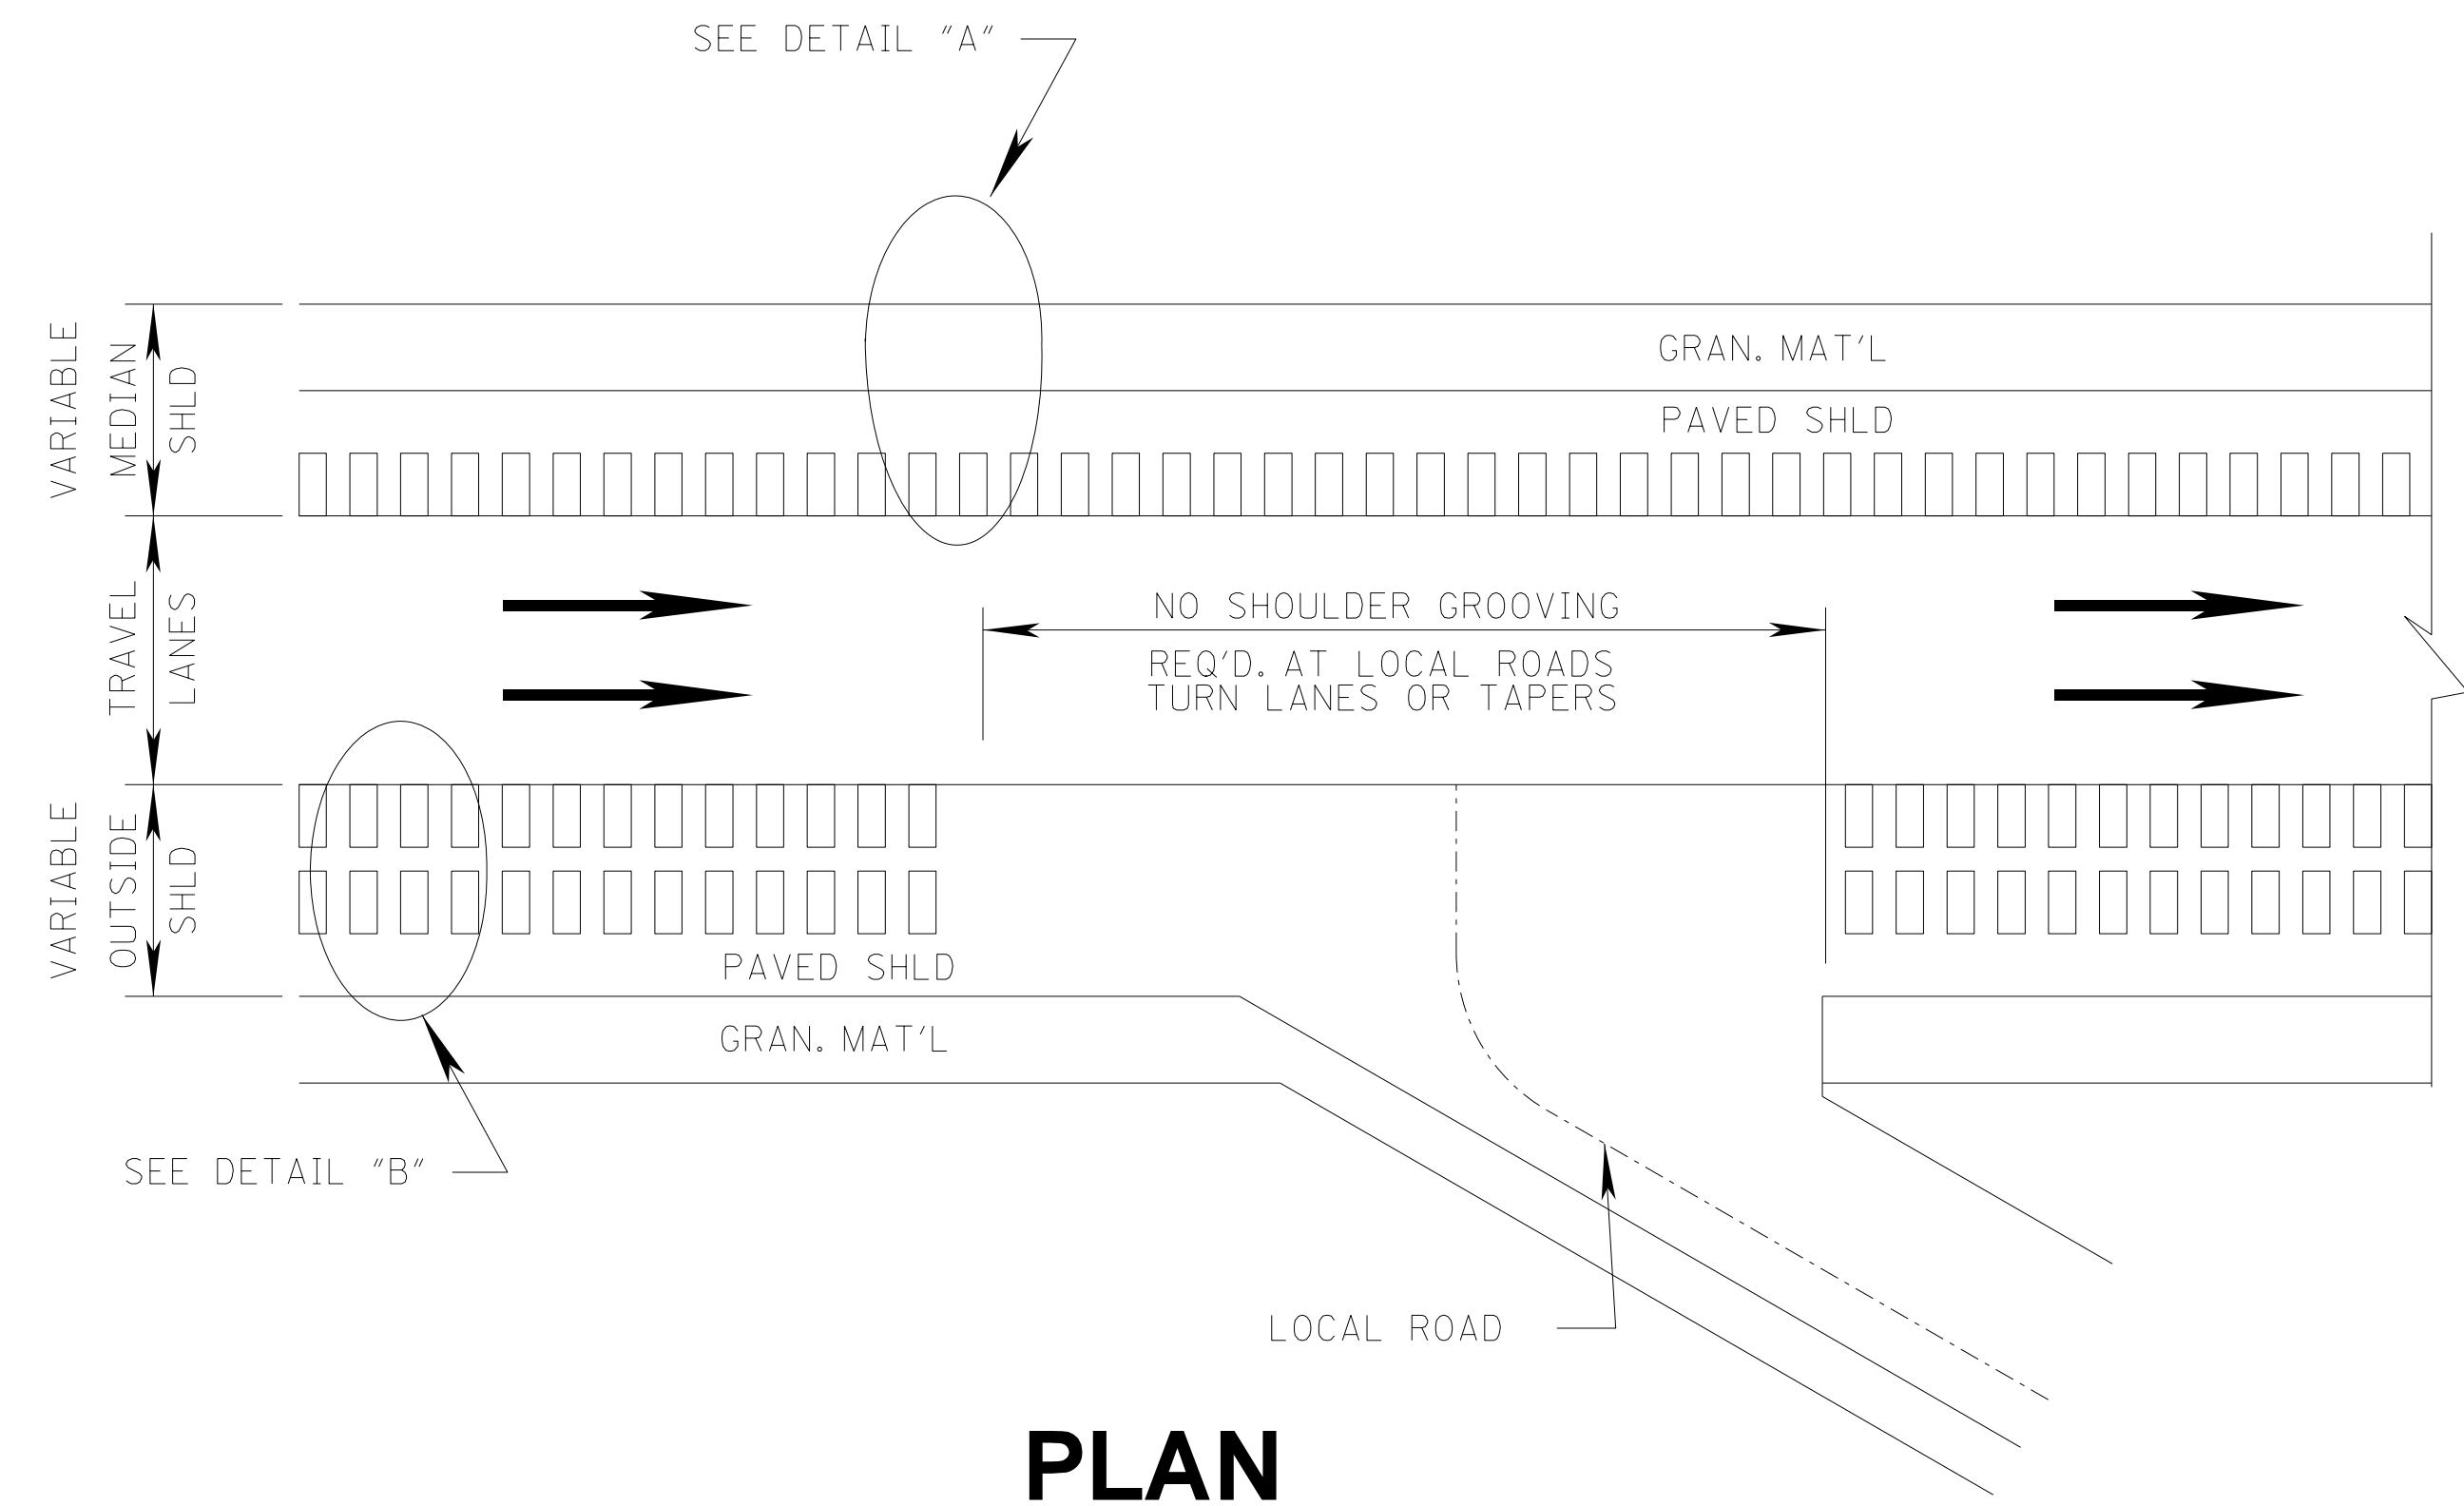 SEE DETAIL "A"
VARIABLE
MEDIAN
SHLD
GRAN. MAT'L
PAVED SHLD
TRAVEL
LANES
NO SHOULDER GROOVING
REQ'D. AT LOCAL ROADS
TURN LANES OR TAPERS
VARIABLE
OUTSIDE
SHLD
PAVED SHLD
GRAN. MAT'L
SEE DETAIL "B"
LOCAL ROAD
PLAN